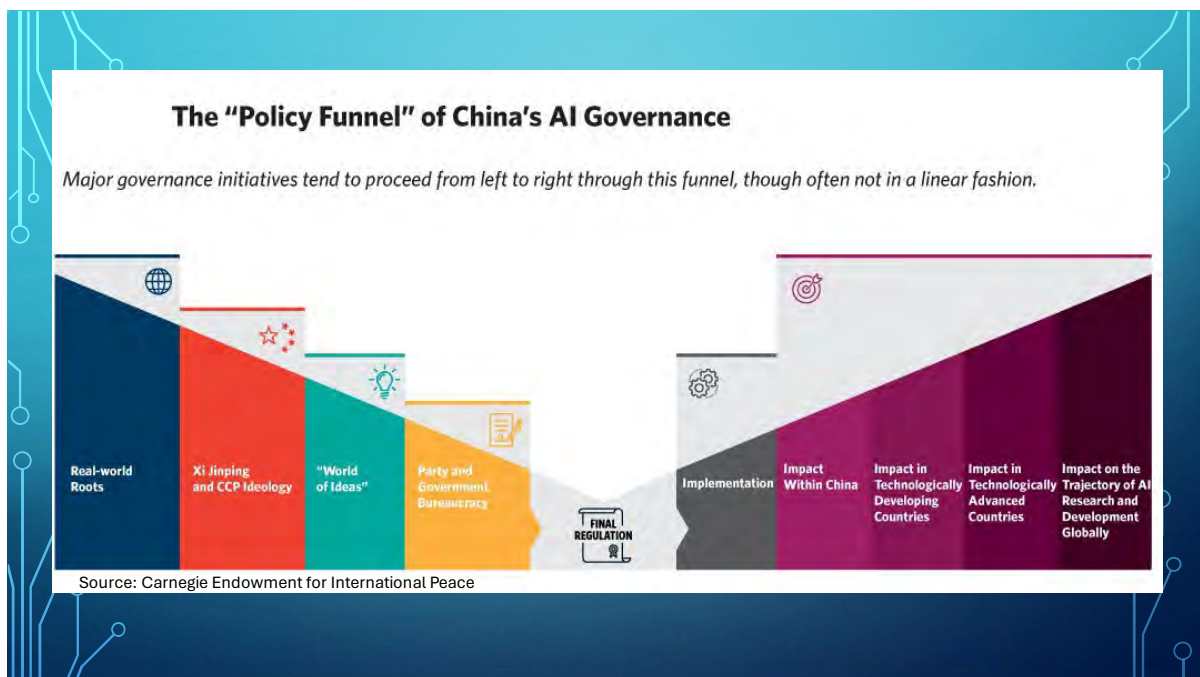 The “Policy Funnel” of China’s AI Governance
Major governance initiatives tend to proceed from left to right through this funnel, though often not in a linear fashion.
Real-world
Roots
Xi Jinping
and CCP Ideology
“World
of Ideas”
Party and
Government
Bureaucracy
FINAL
REGULATION
Implementation
Impact
Within China
Impact in
Technologically
Developing
Countries
Impact in
Technologically
Advanced
Countries
Impact on the
Trajectory of AI
Research and
Development
Globally
Source: Carnegie Endowment for International Peace